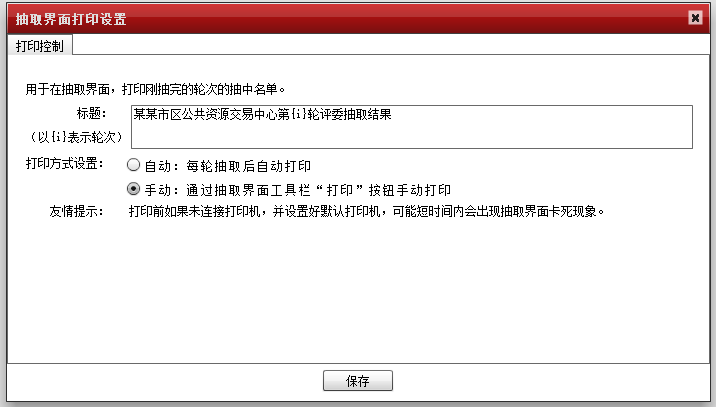 抽取界面打印设置
打印控制
用于在抽取界面，打印刚抽完的轮次的抽中名单。
标题：
某某市区公共资源交易中心第{i}轮评委抽取结果
（以{i}表示轮次）
打印方式设置：
自动：每轮抽取后自动打印
手动：通过抽取界面工具栏“打印”按钮手动打印
友情提示：
打印前如果未连接打印机，并设置好默认打印机，可能短时间内会出现抽取界面卡死现象。
保存